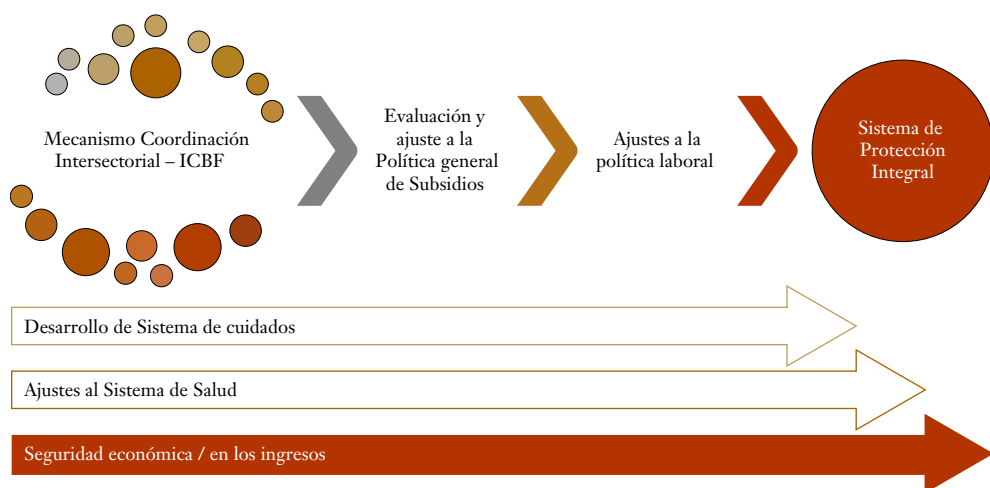 Mecanismo Coordinación
Intersectorial – ICBF
Evaluación y
ajuste a la
Política general
de Subsidios
Ajustes a la
política laboral
Sistema de
Protección
Integral
Desarrollo de Sistema de cuidados
Ajustes al Sistema de Salud
Seguridad económica / en los ingresos